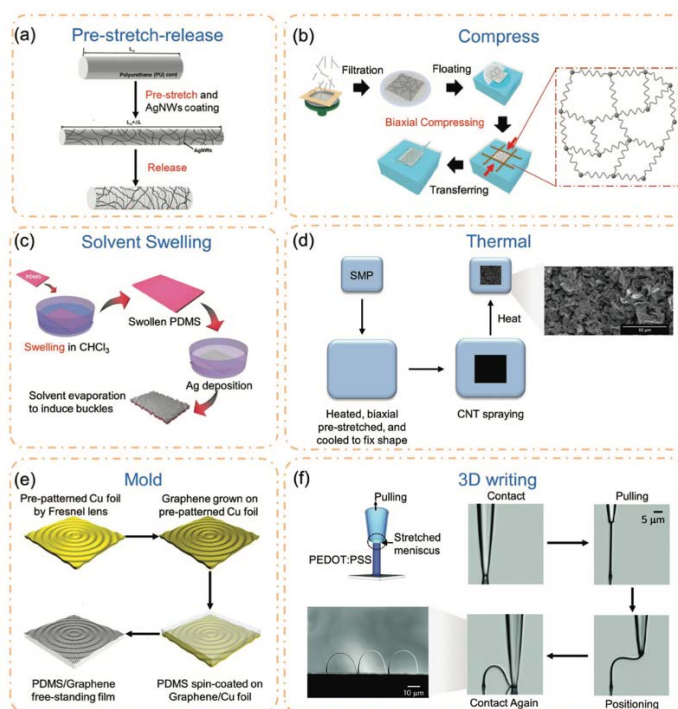 (a) Pre-stretch-release
L₀
Polyurethane (PU) cord
Pre-stretch and
AgNWs coating
L₀+Δ
AgNWs
Release
(b) Compress
Filtration
Floating
Biaxial Compressing
Transferring
(c) Solvent Swelling
PDMS
Swelling in CHCl₃
Swollen PDMS
Ag deposition
Solvent evaporation
to induce buckles
(d) Thermal
SMP
Heated, biaxial
pre-stretched, and
cooled to fix shape
CNT spraying
Heat
(e) Mold
Pre-patterned Cu foil
by Fresnel lens
Graphene grown on
pre-patterned Cu foil
PDMS/Graphene
free-standing film
PDMS spin-coated on
Graphene/Cu foil
(f) 3D writing
Pulling
Stretched
meniscus
PEDOT:PSS
Contact
Pulling
5 μm
10 μm
Contact Again
Positioning